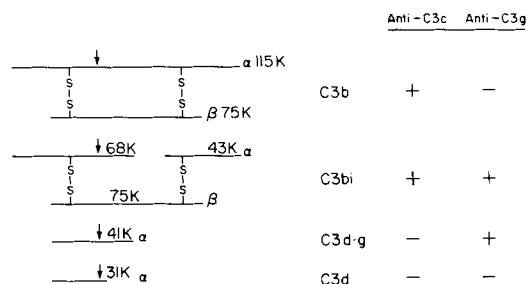 Anti-C3c Anti-C3g
α 115K
S S
S S
β 75K
C3b + −
68K 43K α
S S
S S
75K β
C3bi + +
41K α
C3d-g − +
31K α
C3d − −